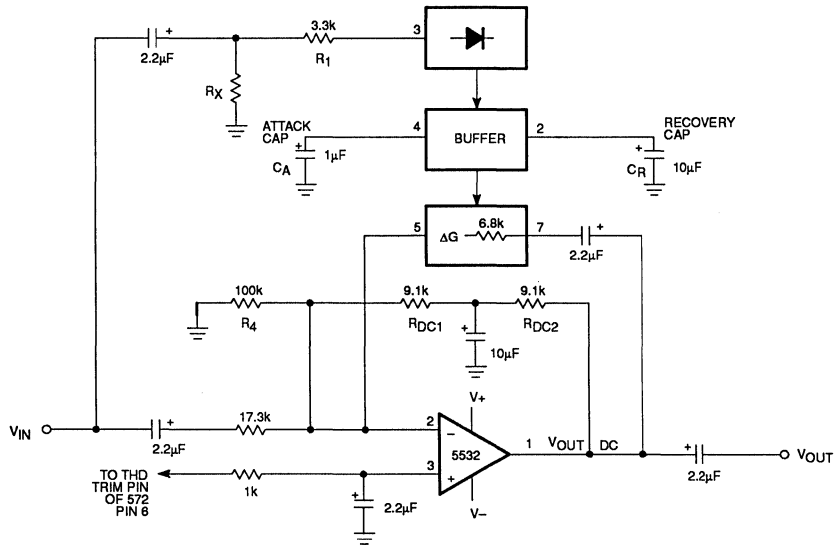 3.3k
R1
3
2.2µF
+
RX
ATTACK
CAP
+
1µF
CA
4
BUFFER
2
RECOVERY
CAP
+
CR
10µF
5
ΔG
6.8k
7
+
2.2µF
100k
R4
9.1k
RDC1
9.1k
RDC2
+
10µF
VIN
+
2.2µF
17.3k
2
−
5532
3
+
V+
V−
1
VOUT DC
+
2.2µF
VOUT
TO THD
TRIM PIN
OF 572
PIN 6
1k
+
2.2µF